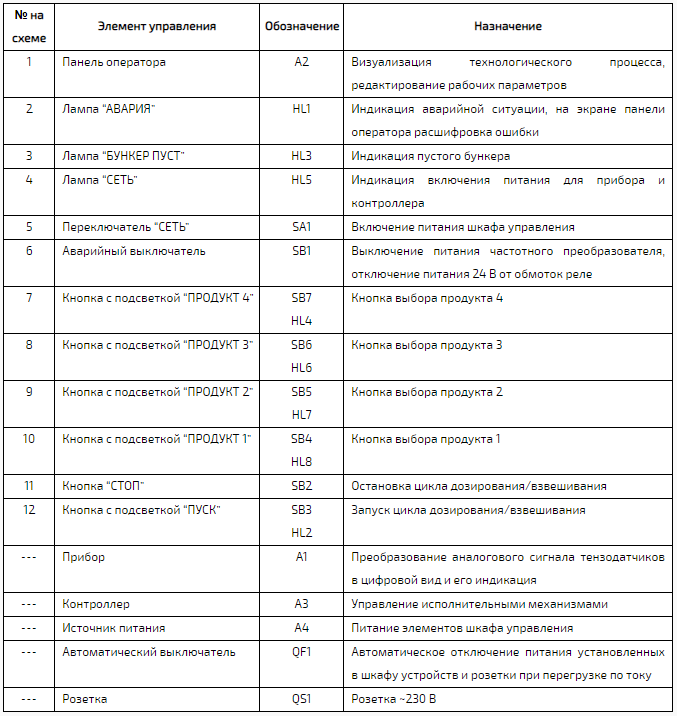 № на схеме Элемент управления Обозначение Назначение
1 Панель оператора A2 Визуализация технологического процесса,
редактирование рабочих параметров
2 Лампа “АВАРИЯ” HL1 Индикация аварийной ситуации, на экране панели
оператора расшифровка ошибки
3 Лампа “БУНКЕР ПУСТ” HL3 Индикация пустого бункера
4 Лампа “СЕТЬ” HL5 Индикация включения питания для прибора и
контроллера
5 Переключатель “СЕТЬ” SA1 Включение питания шкафа управления
6 Аварийный выключатель SB1 Выключение питания частотного преобразователя,
отключение питания 24 В от обмоток реле
7 Кнопка с подсветкой “ПРОДУКТ 4” SB7 Кнопка выбора продукта 4
HL4
8 Кнопка с подсветкой “ПРОДУКТ 3” SB6 Кнопка выбора продукта 3
HL6
9 Кнопка с подсветкой “ПРОДУКТ 2” SB5 Кнопка выбора продукта 2
HL7
10 Кнопка с подсветкой “ПРОДУКТ 1” SB4 Кнопка выбора продукта 1
HL8
11 Кнопка “СТОП” SB2 Остановка цикла дозирования/взвешивания
12 Кнопка с подсветкой “ПУСК” SB3 Запуск цикла дозирования/взвешивания
HL2
--- Прибор A1 Преобразование аналогового сигнала тензодатчиков
в цифровой вид и его индикация
--- Контроллер A3 Управление исполнительными механизмами
--- Источник питания A4 Питание элементов шкафа управления
--- Автоматический выключатель QF1 Автоматическое отключение питания установленных
в шкафу устройств и розетки при перегрузке по току
--- Розетка QS1 Розетка ~230 В